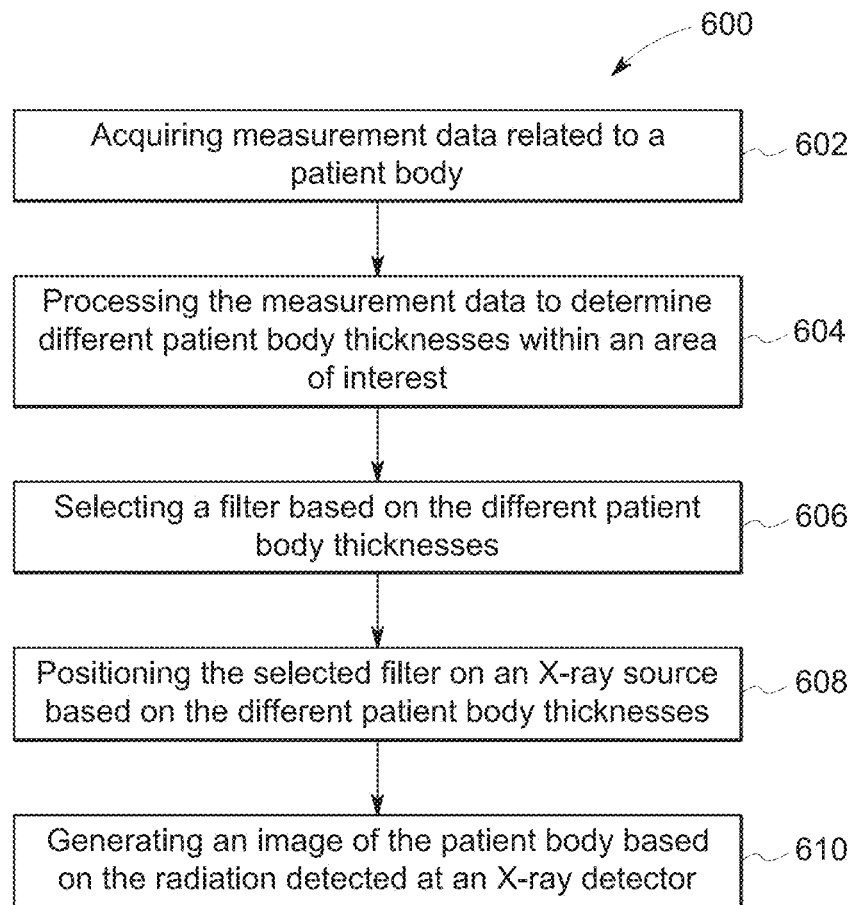 600
Acquiring measurement data related to a
patient body
602
Processing the measurement data to determine
different patient body thicknesses within an area
of interest
604
Selecting a filter based on the different patient
body thicknesses
606
Positioning the selected filter on an X-ray source
based on the different patient body thicknesses
608
Generating an image of the patient body based
on the radiation detected at an X-ray detector
610